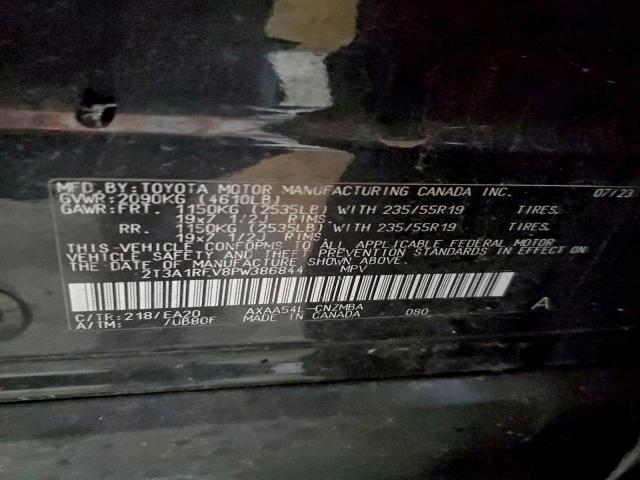 MFD.BY:TOYOTA MOTOR MANUFACTURING CANADA INC. 07/23
GVWR:2090KG (4610LB)
GAWR:FRT. 1150KG (2535LB) WITH 235/55R19 TIRES,
19x7 1/2J RIMS
RR. 1150KG (2535LB) WITH 235/55R19 TIRES,
19x7 1/2J RIMS
THIS VEHICLE CONFORMS TO ALL APPLICABLE FEDERAL MOTOR
VEHICLE SAFETY AND THEFT PREVENTION STANDARDS IN EFFECT ON
THE DATE OF MANUFACTURE SHOWN ABOVE.
2T3A1RFV8PW386844 MPV
C/TR:218/EA20 AXAA54L-CNZMBA 080 A
A/TM: /UB80F MADE IN CANADA